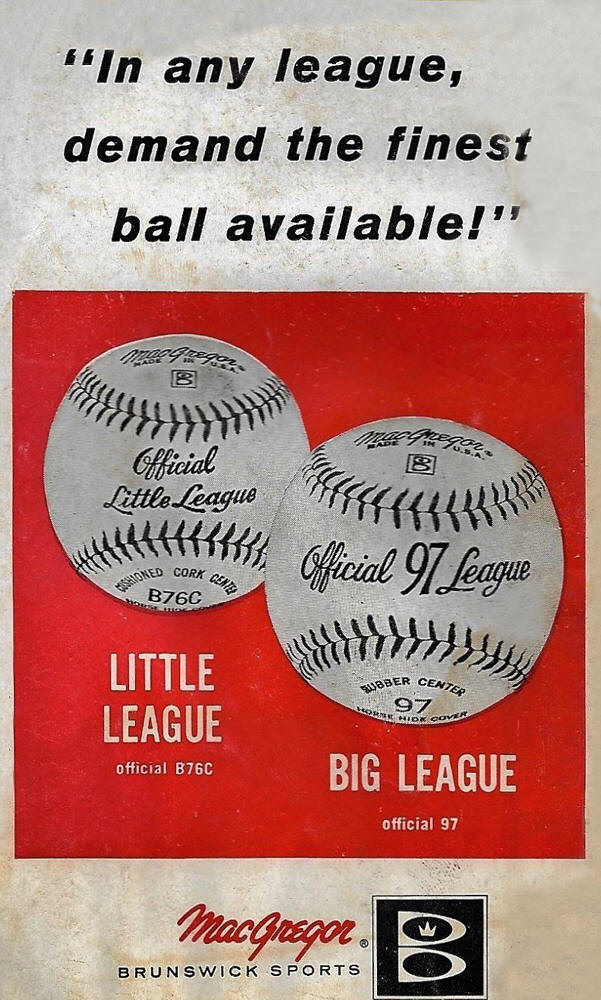 “In any league,
demand the finest
ball available!”
MacGregor®
MADE IN U.S.A.
B
Official
Little League
CUSHIONED CORK CENTER
B76C
HORSE HIDE COVER
MacGregor®
MADE IN U.S.A.
B
Official 97 League
RUBBER CENTER
97
HORSE HIDE COVER
LITTLE
LEAGUE
official B76C
BIG LEAGUE
official 97
MacGregor®
BRUNSWICK SPORTS
B